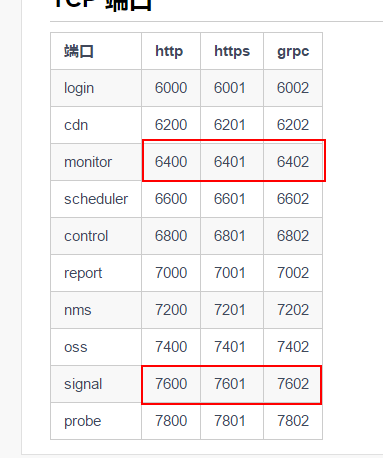 TCP 端口
端口 http https grpc
login 6000 6001 6002
cdn 6200 6201 6202
monitor 6400 6401 6402
scheduler 6600 6601 6602
control 6800 6801 6802
report 7000 7001 7002
nms 7200 7201 7202
oss 7400 7401 7402
signal 7600 7601 7602
probe 7800 7801 7802